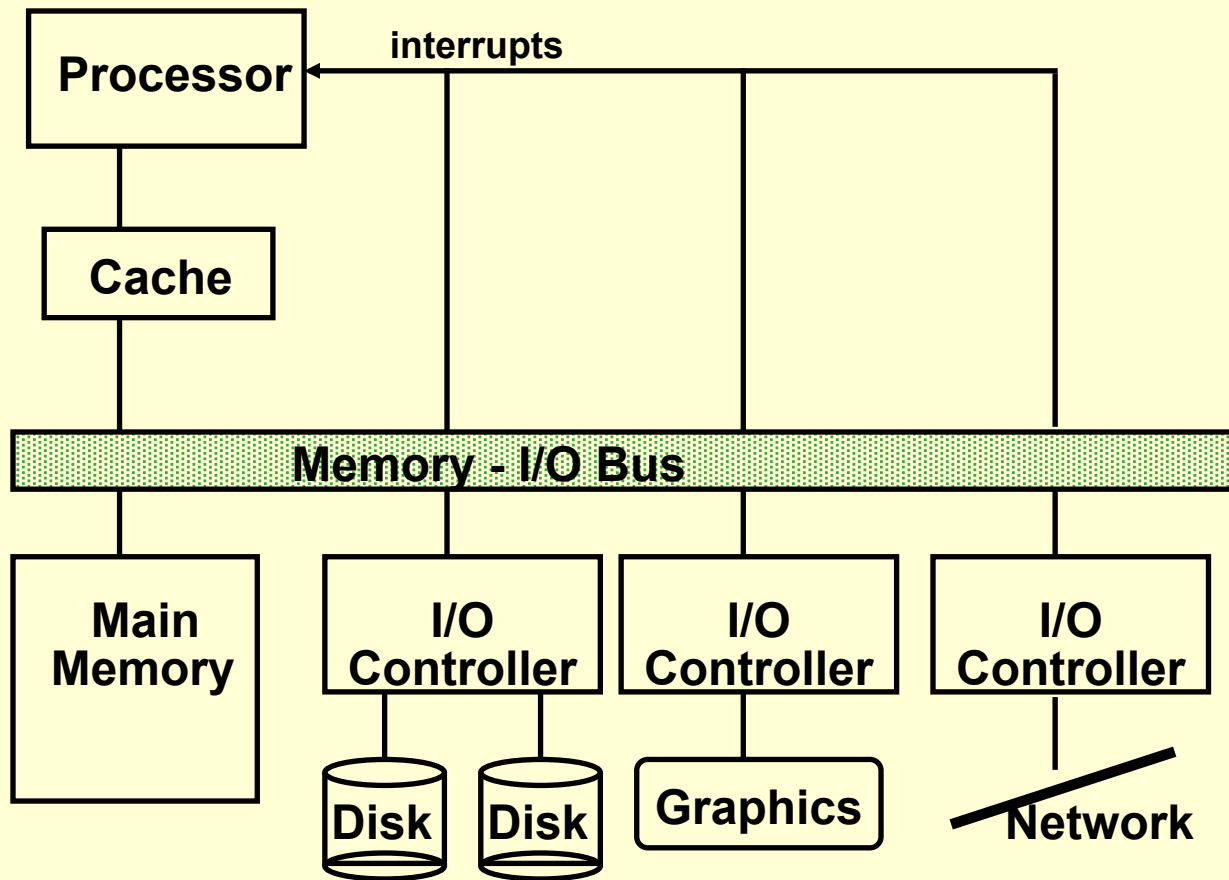 interrupts
Processor
Cache
Memory - I/O Bus
Main
Memory
I/O
Controller
I/O
Controller
I/O
Controller
Disk
Disk
Graphics
Network